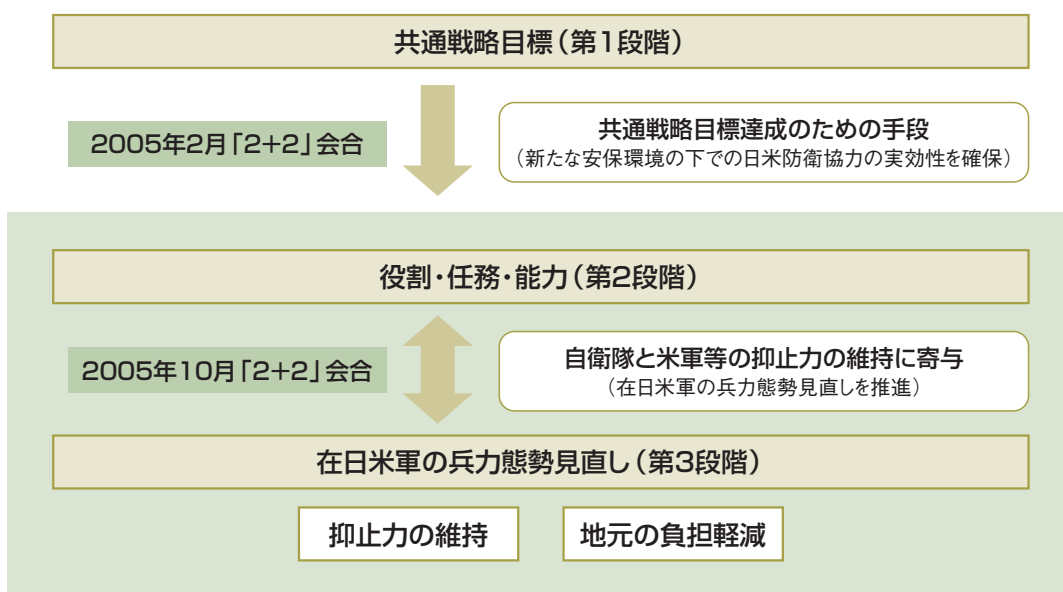 共通戦略目標（第1段階）
2005年2月「2+2」会合
共通戦略目標達成のための手段
（新たな安保環境の下での日米防衛協力の実効性を確保）
役割・任務・能力（第2段階）
2005年10月「2+2」会合
自衛隊と米軍等の抑止力の維持に寄与
（在日米軍の兵力態勢見直しを推進）
在日米軍の兵力態勢見直し（第3段階）
抑止力の維持
地元の負担軽減